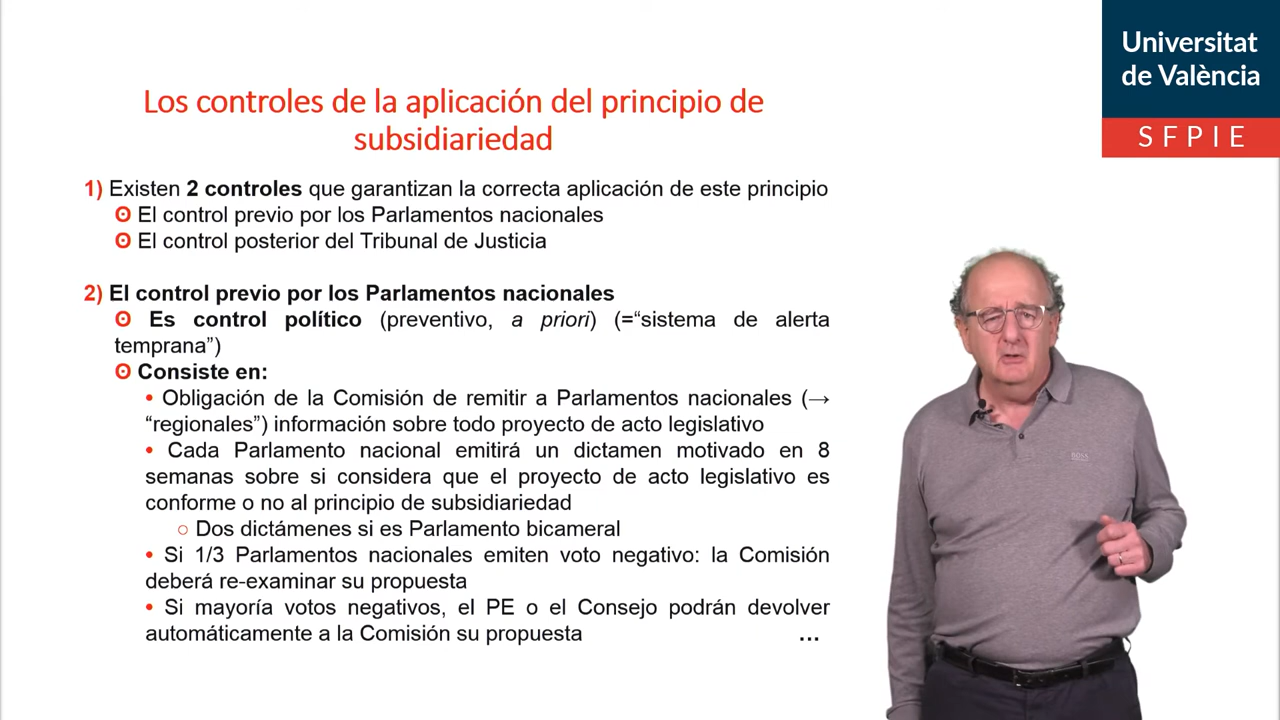 Universitat
de València
SFPIE
Los controles de la aplicación del principio de
subsidiariedad
1) Existen 2 controles que garantizan la correcta aplicación de este principio
ʘ El control previo por los Parlamentos nacionales
ʘ El control posterior del Tribunal de Justicia
2) El control previo por los Parlamentos nacionales
ʘ Es control político (preventivo, a priori) (=“sistema de alerta
temprana”)
ʘ Consiste en:
• Obligación de la Comisión de remitir a Parlamentos nacionales (→
“regionales”) información sobre todo proyecto de acto legislativo
• Cada Parlamento nacional emitirá un dictamen motivado en 8
semanas sobre si considera que el proyecto de acto legislativo es
conforme o no al principio de subsidiariedad
○ Dos dictámenes si es Parlamento bicameral
• Si 1/3 Parlamentos nacionales emiten voto negativo: la Comisión
deberá re-examinar su propuesta
• Si mayoría votos negativos, el PE o el Consejo podrán devolver
automáticamente a la Comisión su propuesta ...
BOSS